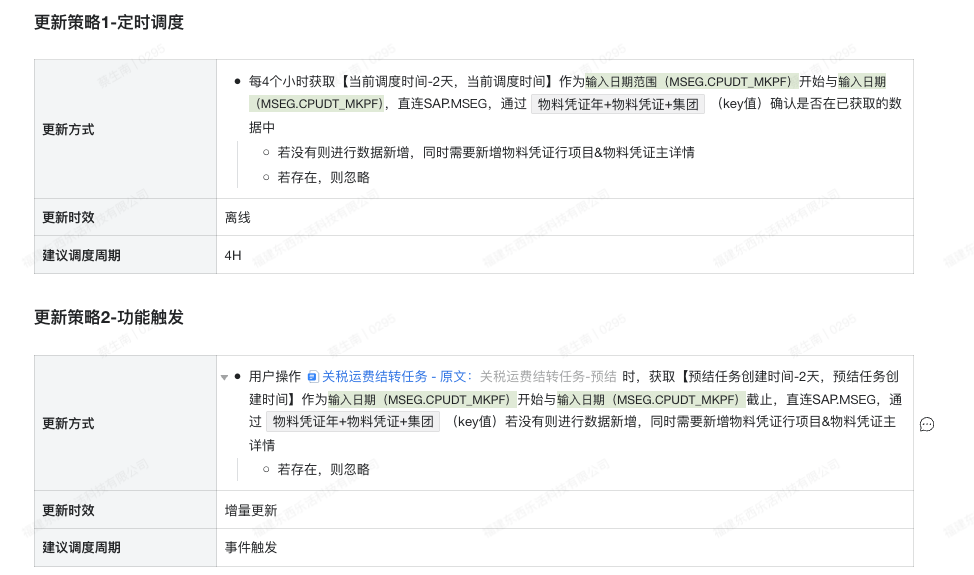 更新策略1-定时调度
更新方式
每4个小时获取【当前调度时间-2天，当前调度时间】作为输入日期范围（MSEG.CPUDT_MKPF）开始与输入日期
（MSEG.CPUDT_MKPF)，直连SAP.MSEG，通过 物料凭证年+物料凭证+集团 （key值）确认是否在已获取的数
据中
若没有则进行数据新增，同时需要新增物料凭证行项目&物料凭证主详情
若存在，则忽略
更新时效
离线
建议调度周期
4H
更新策略2-功能触发
更新方式
用户操作 关税运费结转任务 - 原文：关税运费结转任务-预结 时，获取【预结任务创建时间-2天，预结任务创
建时间】作为输入日期（MSEG.CPUDT_MKPF）开始与输入日期（MSEG.CPUDT_MKPF）截止，直连SAP.MSEG，通
过 物料凭证年+物料凭证+集团 （key值）若没有则进行数据新增，同时需要新增物料凭证行项目&物料凭证主
详情
若存在，则忽略
更新时效
增量更新
建议调度周期
事件触发